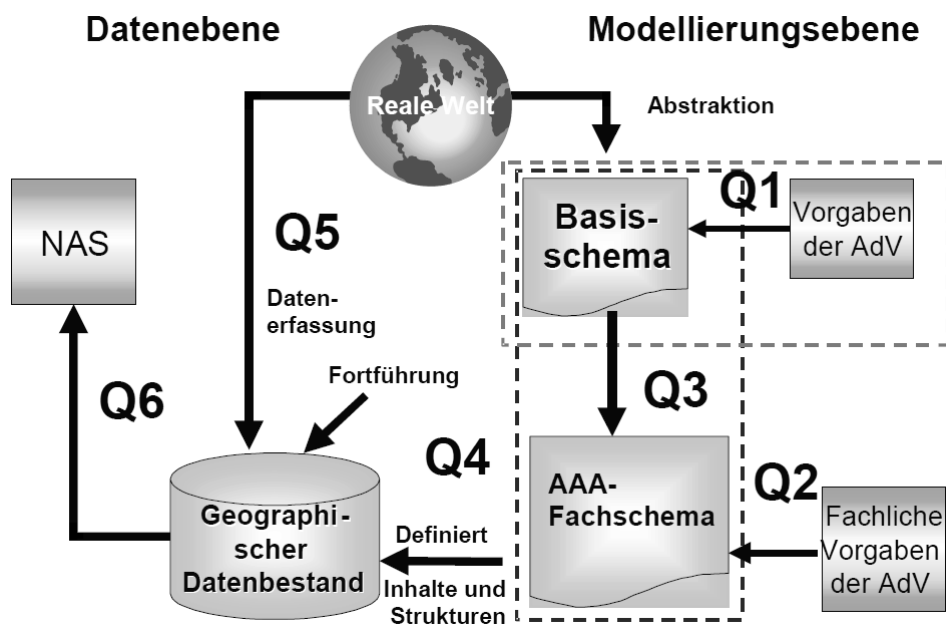 Datenebene
Modellierungsebene
Reale Welt
Abstraktion
Q1
Basis-
schema
Vorgaben
der AdV
NAS
Q5
Daten-
erfassung
Fortführung
Q6
Q3
Q4
AAA-
Fachschema
Q2
Geographi-
scher
Datenbestand
Definiert
Inhalte und
Strukturen
Fachliche
Vorgaben
der AdV